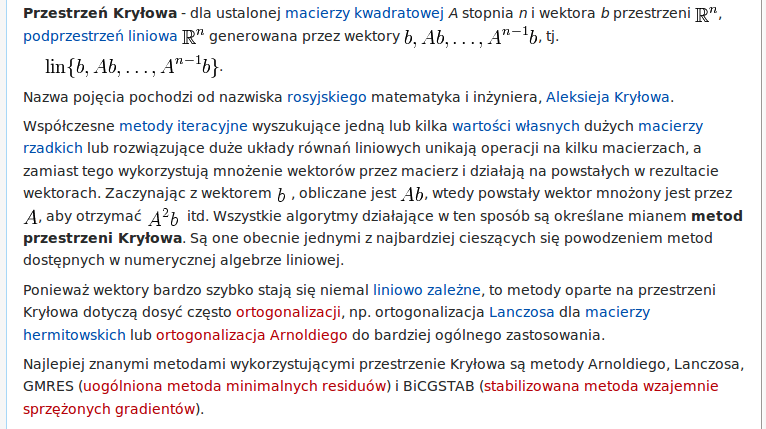 Przestrzeń Kryłowa - dla ustalonej macierzy kwadratowej A stopnia n i wektora b przestrzeni ℝⁿ,
podprzestrzeń liniowa ℝⁿ generowana przez wektory b, Ab, . . . , Aⁿ⁻¹b, tj.
lin{b, Ab, . . . , Aⁿ⁻¹b}.
Nazwa pojęcia pochodzi od nazwiska rosyjskiego matematyka i inżyniera, Aleksieja Kryłowa.
Współczesne metody iteracyjne wyszukujące jedną lub kilka wartości własnych dużych macierzy
rzadkich lub rozwiązujące duże układy równań liniowych unikają operacji na kilku macierzach, a
zamiast tego wykorzystują mnożenie wektorów przez macierz i działają na powstałych w rezultacie
wektorach. Zaczynając z wektorem b , obliczane jest Ab, wtedy powstały wektor mnożony jest przez
A, aby otrzymać A²b itd. Wszystkie algorytmy działające w ten sposób są określane mianem metod
przestrzeni Kryłowa. Są one obecnie jednymi z najbardziej cieszących się powodzeniem metod
dostępnych w numerycznej algebrze liniowej.
Ponieważ wektory bardzo szybko stają się niemal liniowo zależne, to metody oparte na przestrzeni
Kryłowa dotyczą dosyć często ortogonalizacji, np. ortogonalizacja Lanczosa dla macierzy
hermitowskich lub ortogonalizacja Arnoldiego do bardziej ogólnego zastosowania.
Najlepiej znanymi metodami wykorzystującymi przestrzenie Kryłowa są metody Arnoldiego, Lanczosa,
GMRES (uogólniona metoda minimalnych residuów) i BiCGSTAB (stabilizowana metoda wzajemnie
sprzężonych gradientów).